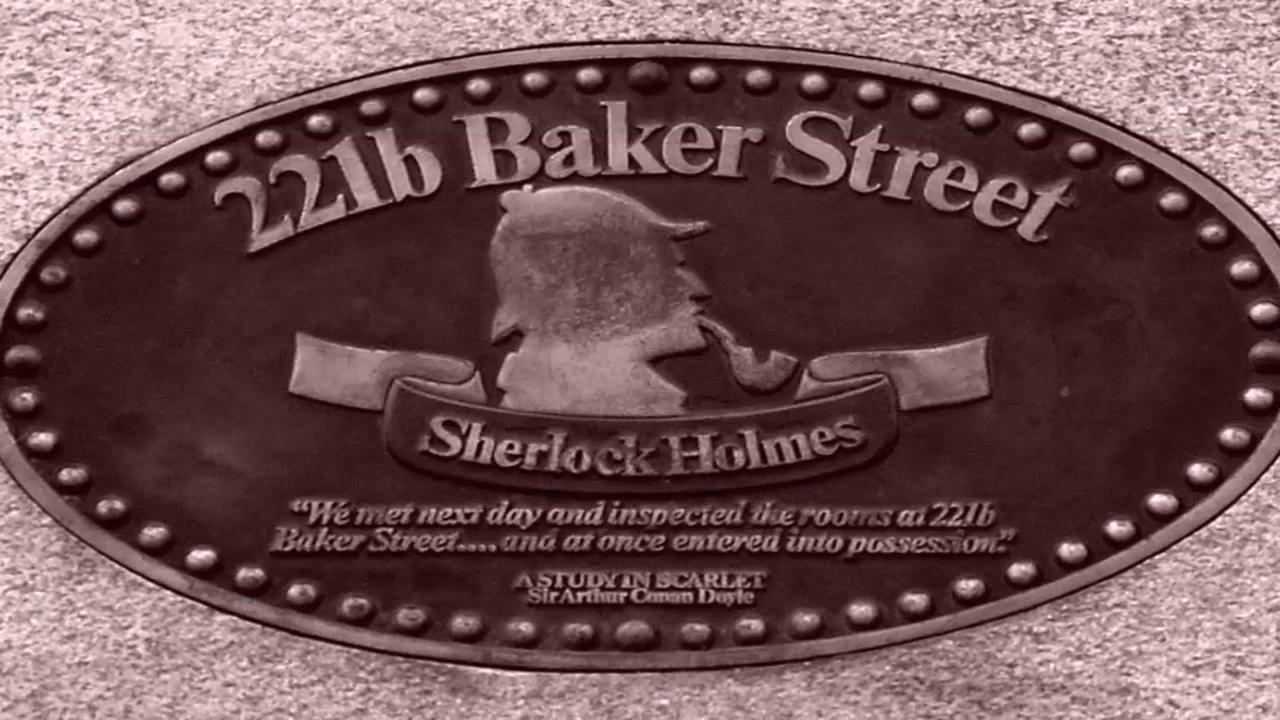 221b Baker Street
Sherlock Holmes
“We met next day and inspected the rooms at 221b
Baker Street.... and at once entered into possession.”
A STUDY IN SCARLET
Sir Arthur Conan Doyle